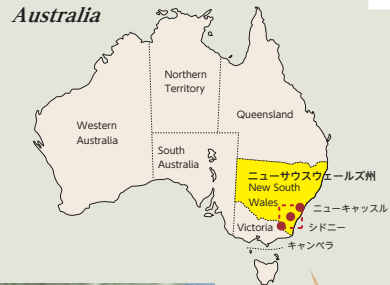 Australia
Northern
Territory
Queensland
Western
Australia
South
Australia
ニューサウスウェールズ州
New South
Wales
ニューキャッスル
Victoria
シドニー
キャンベラ